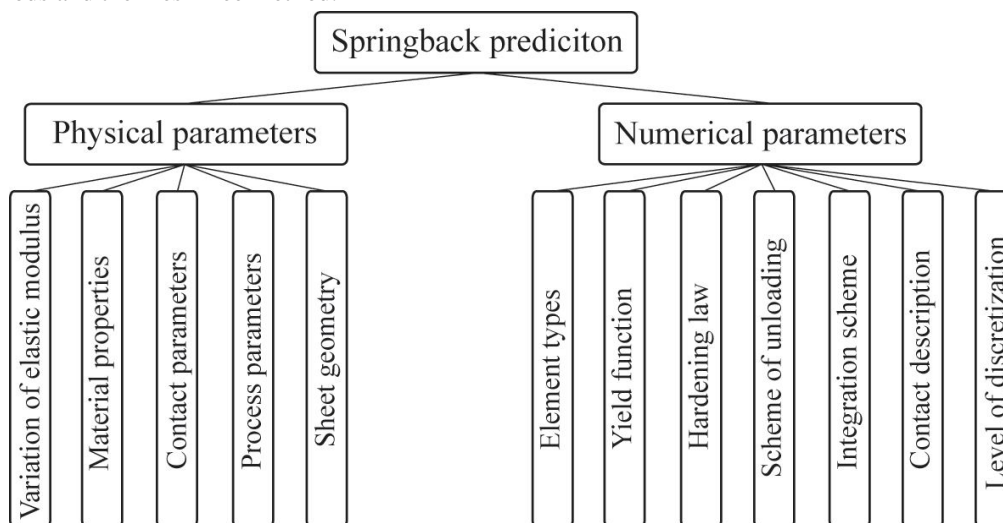 Springback prediciton
Physical parameters
Numerical parameters
Variation of elastic modulus
Material properties
Contact parameters
Process parameters
Sheet geometry
Element types
Yield function
Hardening law
Scheme of unloading
Integration scheme
Contact description
Level of discretization